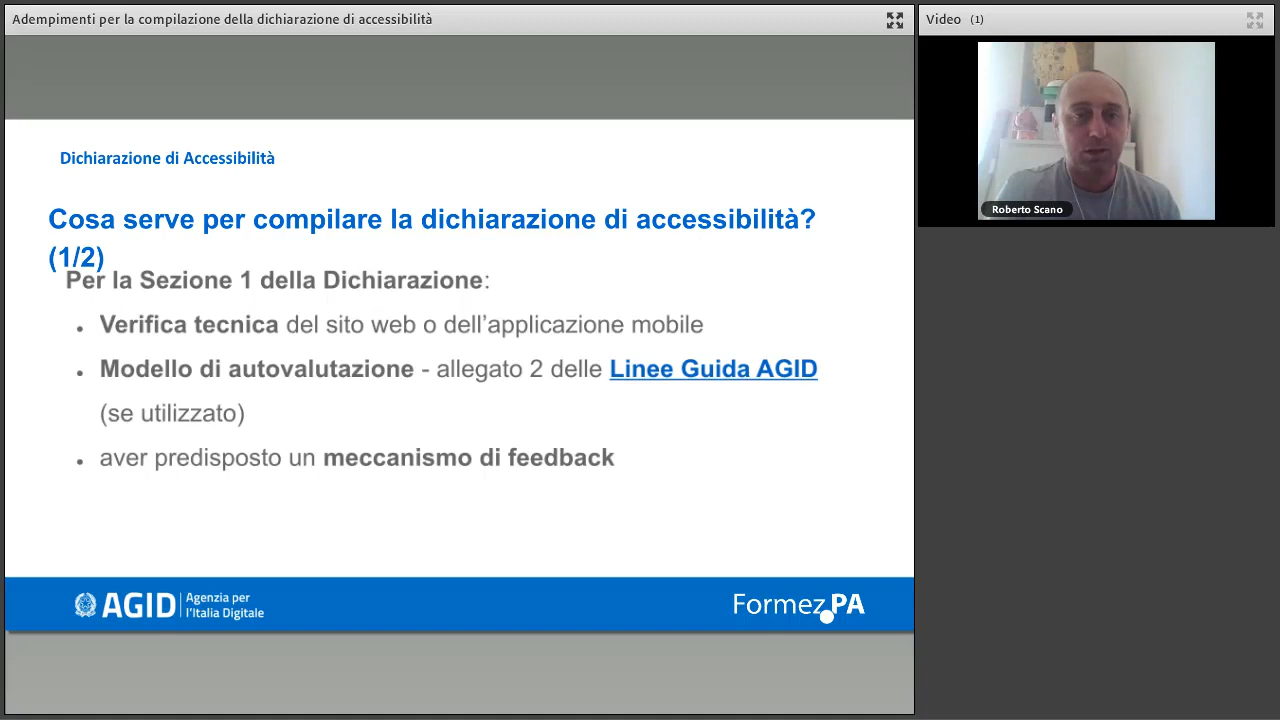 Adempimenti per la compilazione della dichiarazione di accessibilità
Video (1)
Roberto Scano
Dichiarazione di Accessibilità
Cosa serve per compilare la dichiarazione di accessibilità?
(1/2)
Per la Sezione 1 della Dichiarazione:
• Verifica tecnica del sito web o dell’applicazione mobile
• Modello di autovalutazione - allegato 2 delle Linee Guida AGID
(se utilizzato)
• aver predisposto un meccanismo di feedback
AGID
Agenzia per
l’Italia Digitale
Formez.PA